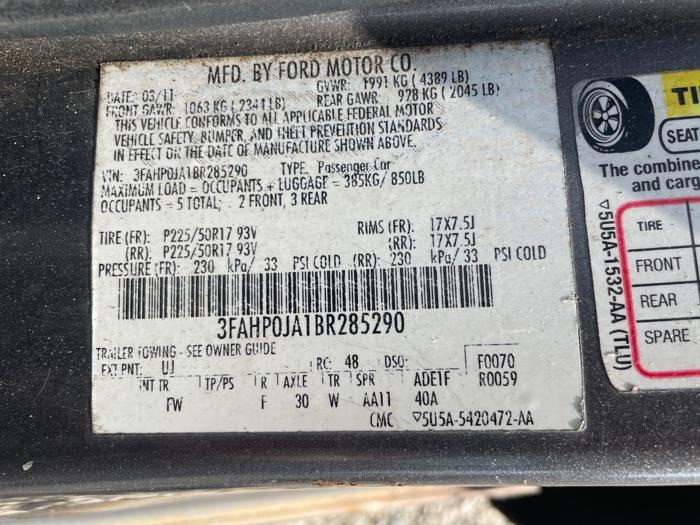 MFD. BY FORD MOTOR CO.
DATE: 03/11 GVWR: 1991 KG ( 4389 LB)
FRONT GAWR: 1063 KG ( 2344 LB) REAR GAWR: 928 KG ( 2045 LB)
THIS VEHICLE CONFORMS TO ALL APPLICABLE FEDERAL MOTOR
VEHICLE SAFETY, BUMPER, AND THEFT PREVENTION STANDARDS
IN EFFECT ON THE DATE OF MANUFACTURE SHOWN ABOVE.
VIN: 3FAHP0JA1BR285290 TYPE: Passenger Car
MAXIMUM LOAD = OCCUPANTS + LUGGAGE = 385KG/ 850LB
OCCUPANTS = 5 TOTAL; 2 FRONT, 3 REAR
TIRE (FR): P225/50R17 93V RIMS (FR): 17X7.5J
(RR): P225/50R17 93V (RR): 17X7.5J
PRESSURE (FR): 230 kPa/ 33 PSI COLD (RR): 230 kPa/ 33 PSI COLD
3FAHP0JA1BR285290
TRAILER TOWING - SEE OWNER GUIDE
EXT PNT: UJ RC: 48 DSO: F0070
INT TR TP/PS R AXLE TR SPR ADE1F R0059
FW F 30 W AA11 40A
CMC ▽5U5A-5420472-AA
SEAT
The combine
and carg
TIRE
FRONT
REAR
SPARE
▽5U5A-1532-AA (TLU)